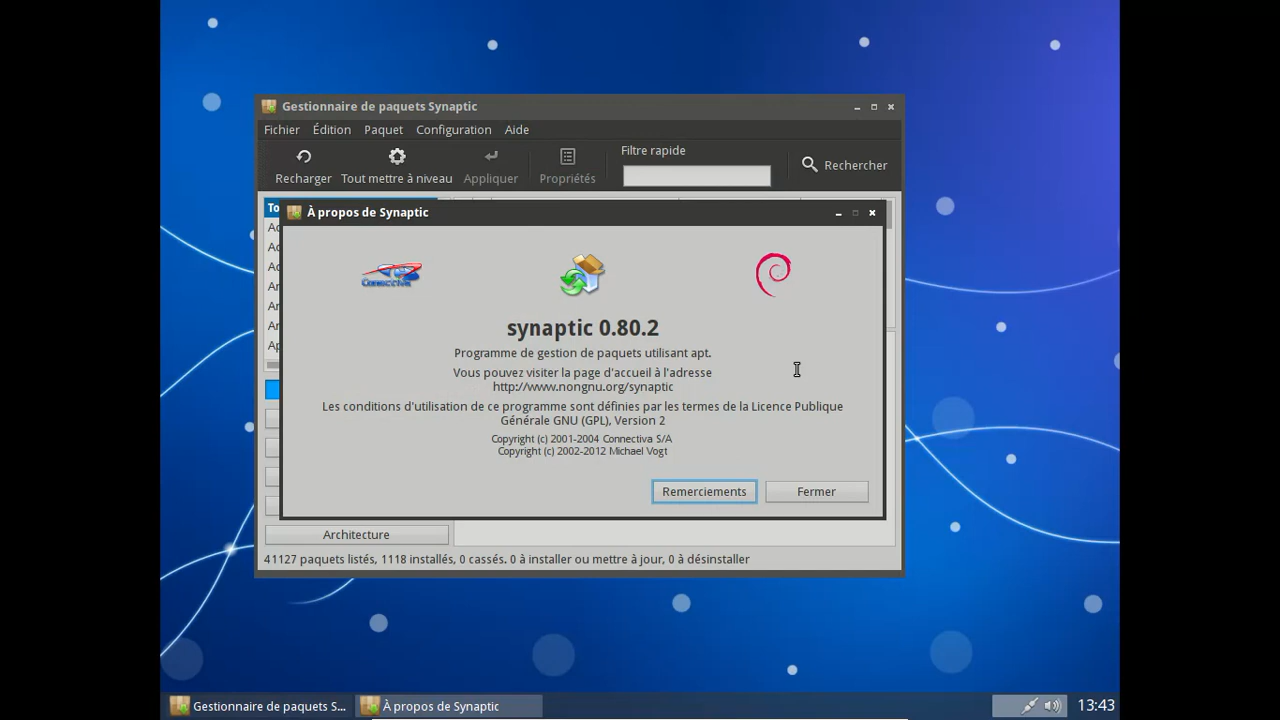 Gestionnaire de paquets Synaptic
Fichier Édition Paquet Configuration Aide
Filtre rapide
Recharger Tout mettre à niveau Appliquer Propriétés Rechercher
To
À propos de Synaptic
Connectiva
synaptic 0.80.2
Programme de gestion de paquets utilisant apt.
Vous pouvez visiter la page d'accueil à l'adresse
http://www.nongnu.org/synaptic
Les conditions d'utilisation de ce programme sont définies par les termes de la Licence Publique
Générale GNU (GPL), Version 2
Copyright (c) 2001-2004 Connectiva S/A
Copyright (c) 2002-2012 Michael Vogt
Remerciements Fermer
Architecture
41127 paquets listés, 1118 installés, 0 cassés. 0 à installer ou mettre à jour, 0 à désinstaller
Gestionnaire de paquets S... À propos de Synaptic 13:43